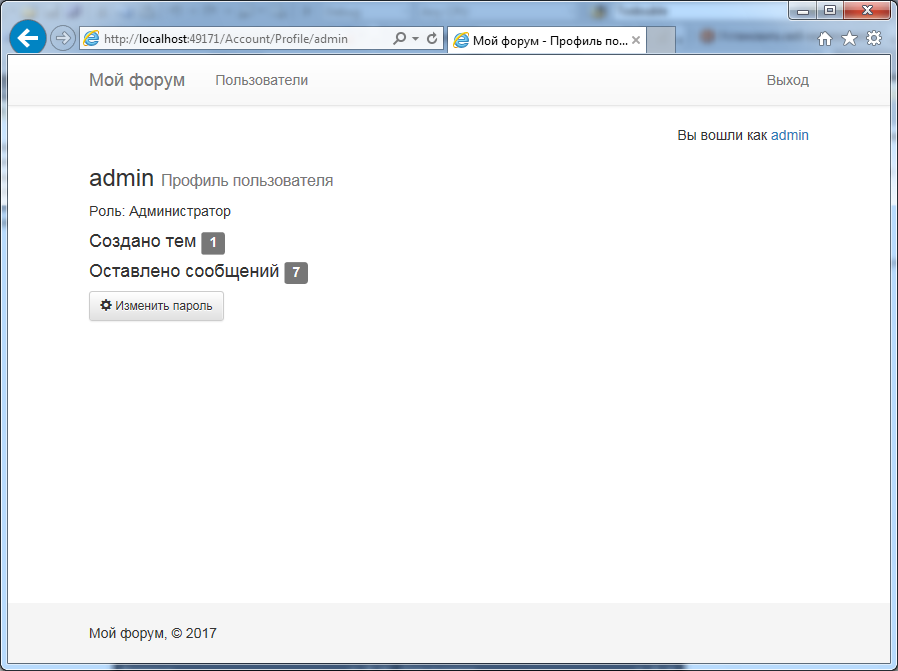 http://localhost:49171/Account/Profile/admin
Мой форум - Профиль по...
Мой форум
Пользователи
Выход
Вы вошли как admin
admin Профиль пользователя
Роль: Администратор
Создано тем 1
Оставлено сообщений 7
Изменить пароль
Мой форум, © 2017